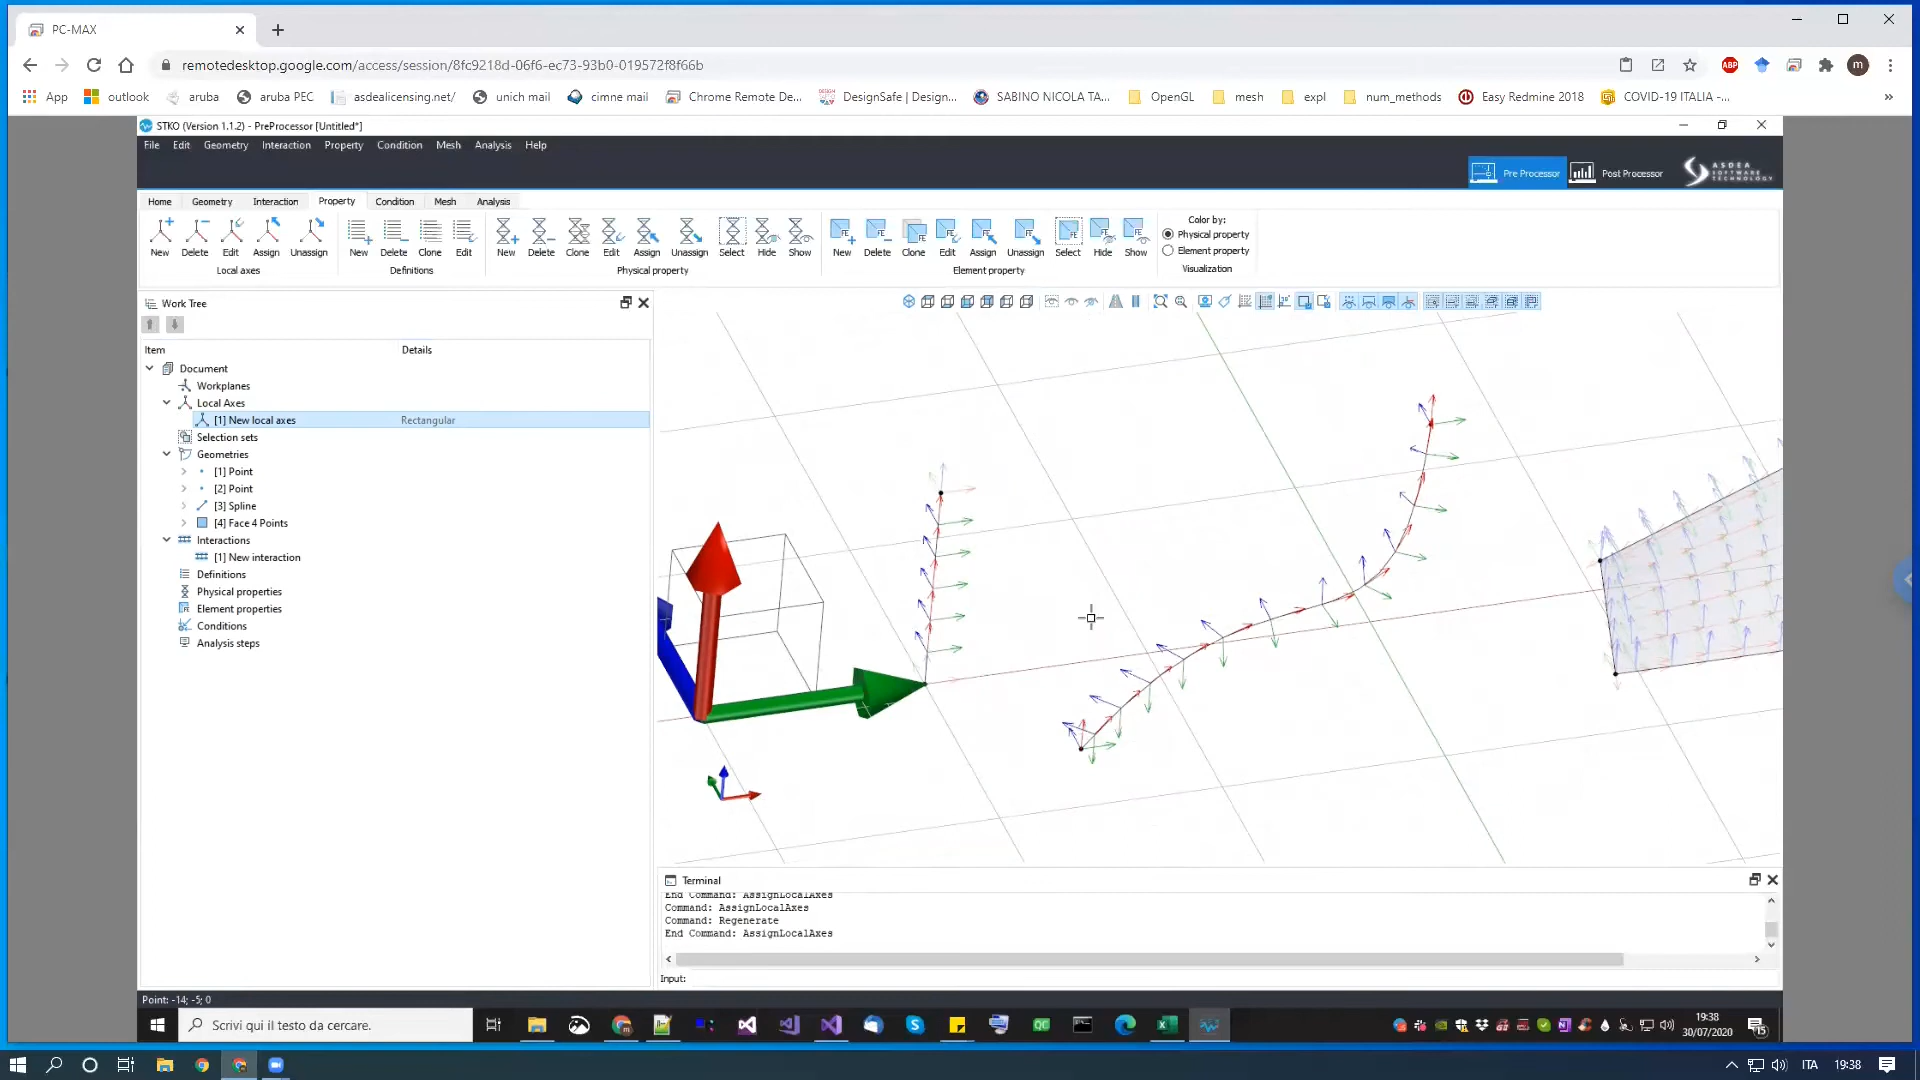 PC-MAX
remotedesktop.google.com/access/session/8fc9218d-06f6-ec73-93b0-019572f8f66b
ABP
m
App outlook aruba aruba PEC asdealicensing.net/ unich mail cimne mail Chrome Remote De... DesignSafe | Design... SABINO NICOLA TA... OpenGL mesh expl num_methods Easy Redmine 2018 COVID-19 ITALIA -... »
STKO (Version 1.1.2) - PreProcessor [Untitled*]
File Edit Geometry Interaction Property Condition Mesh Analysis Help
Pre Processor Post Processor ASDEA SOFTWARE TECHNOLOGY
Home Geometry Interaction Property Condition Mesh Analysis
Color by:
Physical property
Element property
New Delete Edit Assign Unassign New Delete Clone Edit New Delete Clone Edit Assign Unassign Select Hide Show New Delete Clone Edit Assign Unassign Select Hide Show
Local axes Definitions Physical property Element property Visualization
Work Tree
Item Details
Document
Workplanes
Local Axes
[1] New local axes Rectangular
Selection sets
Geometries
[1] Point
[2] Point
[3] Spline
[4] Face 4 Points
Interactions
[1] New interaction
Definitions
Physical properties
Element properties
Conditions
Analysis steps
Terminal
End Command: AssignLocalAxes
Command: AssignLocalAxes
Command: Regenerate
End Command: AssignLocalAxes
Input:
Point: -14; -5; 0
Scrivi qui il testo da cercare.
19:38
30/07/2020
15
ITA 19:38